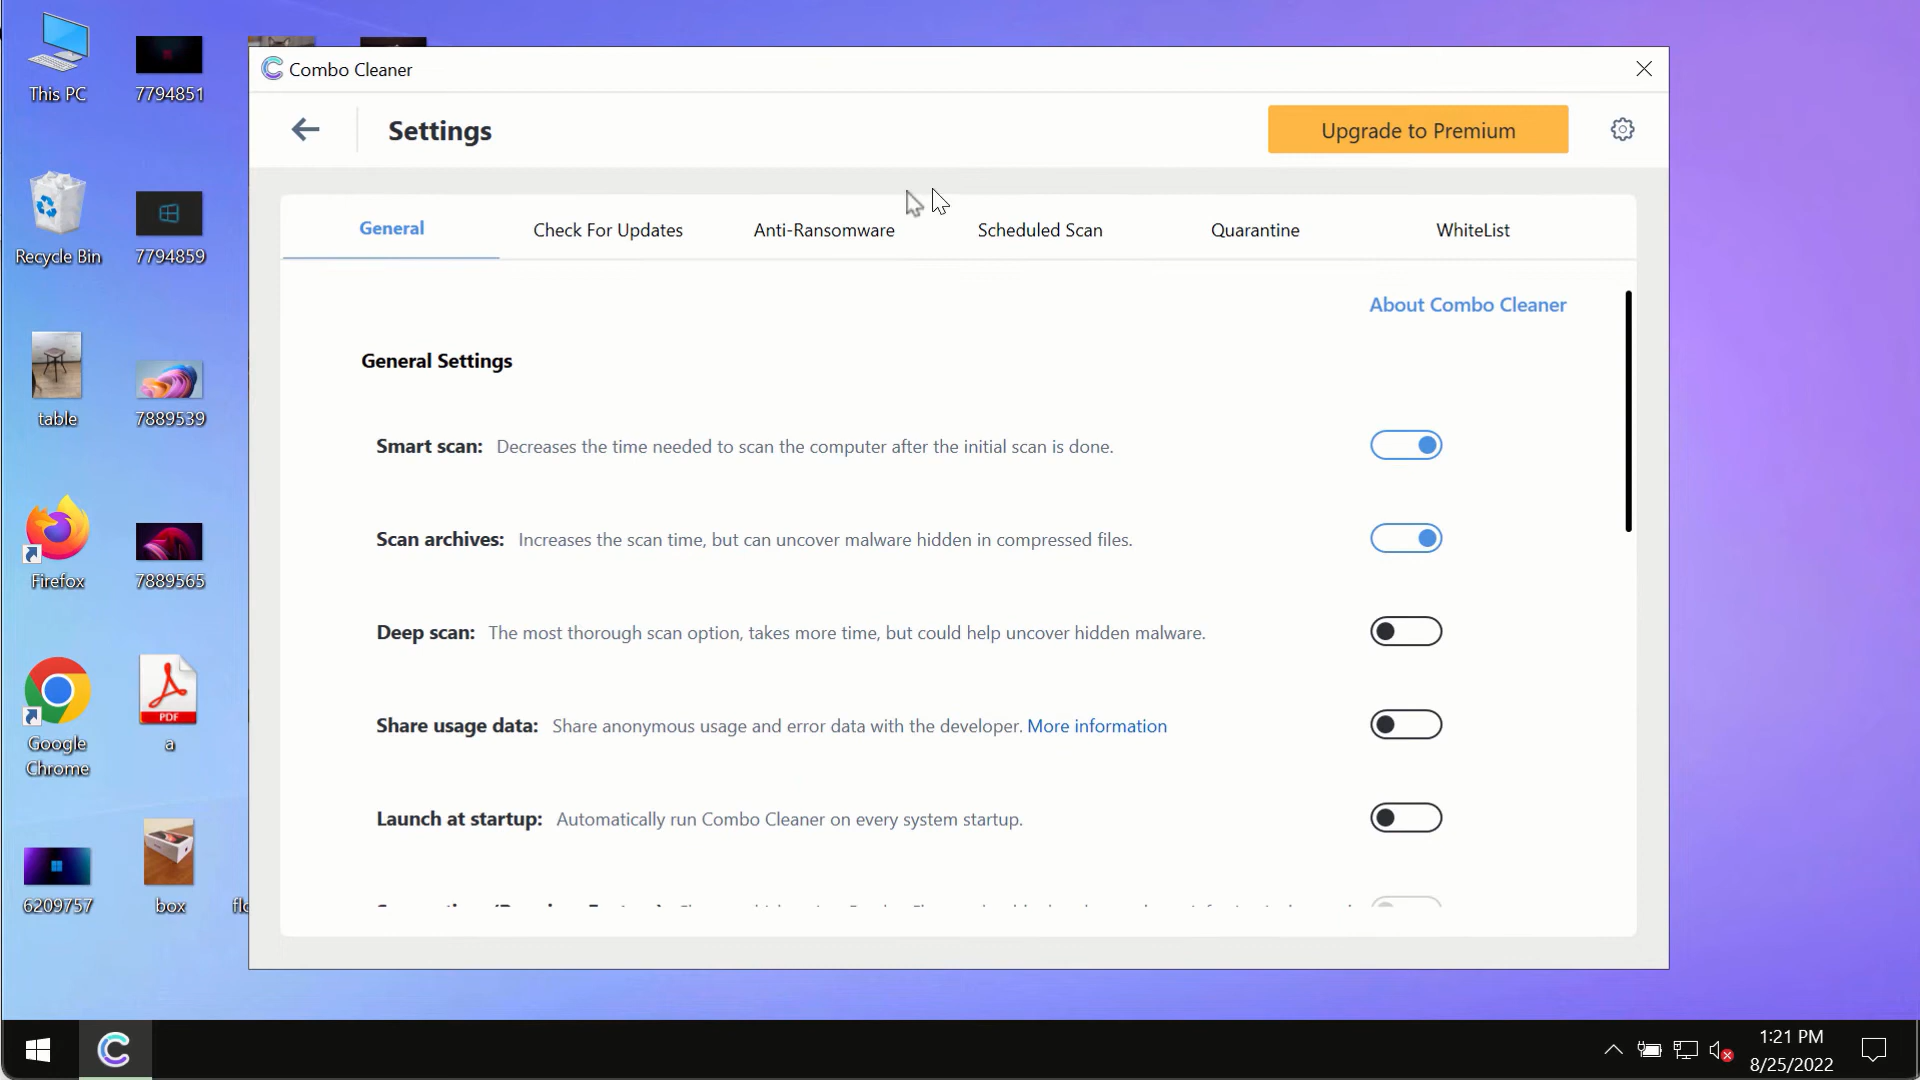 This PC
7794851
Recycle Bin
7794859
table
7889539
Firefox
7889565
Google
Chrome
a
PDF
6209757
box
flo
Combo Cleaner
Settings
Upgrade to Premium
General
Check For Updates
Anti-Ransomware
Scheduled Scan
Quarantine
WhiteList
About Combo Cleaner
General Settings
Smart scan: Decreases the time needed to scan the computer after the initial scan is done.
Scan archives: Increases the scan time, but can uncover malware hidden in compressed files.
Deep scan: The most thorough scan option, takes more time, but could help uncover hidden malware.
Share usage data: Share anonymous usage and error data with the developer. More information
Launch at startup: Automatically run Combo Cleaner on every system startup.
1:21 PM
8/25/2022